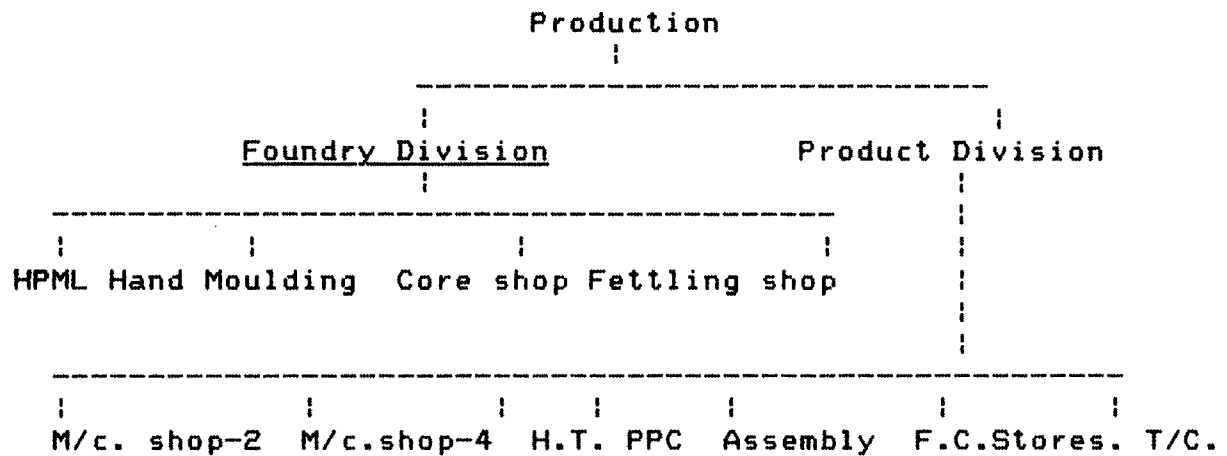 Production
Foundry Division Product Division
HPML Hand Moulding Core shop Fettling shop
M/c. shop-2 M/c.shop-4 H.T. PPC Assembly F.C.Stores. T/C.